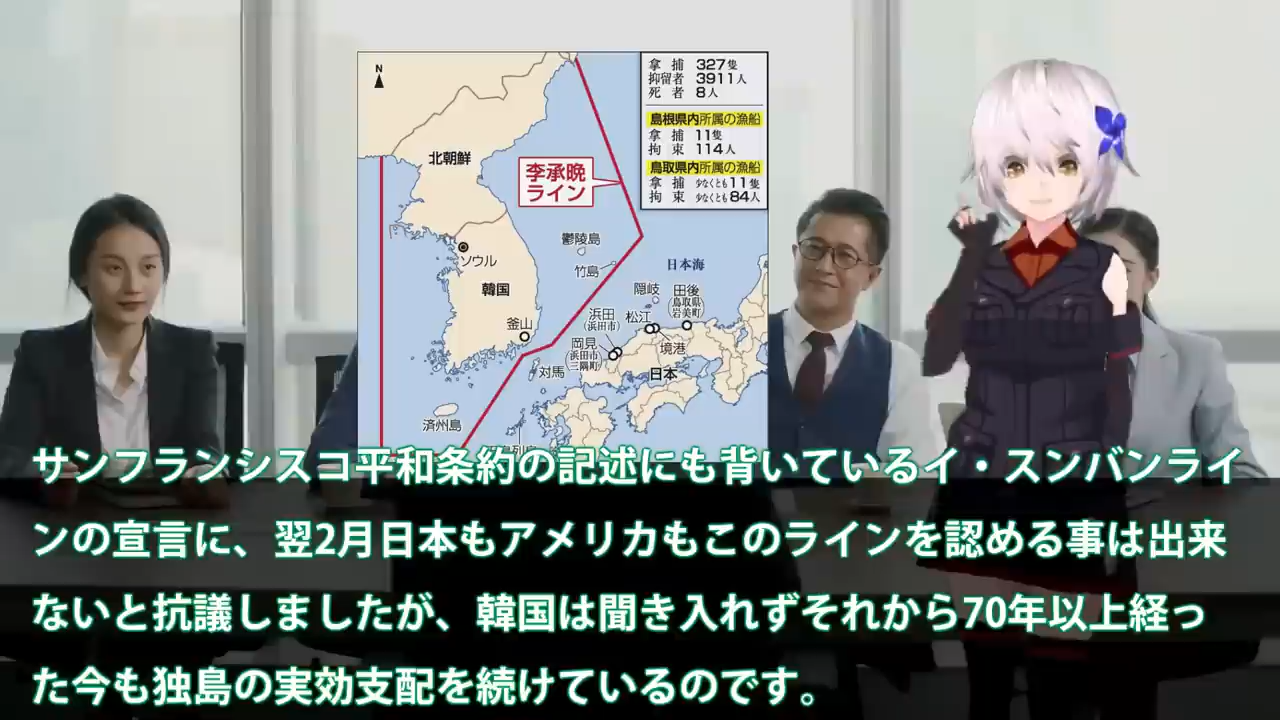 N
拿捕 327隻
抑留者 3911人
死者 8人
島根県内所属の漁船
拿捕 11隻
拘束 114人
鳥取県内所属の漁船
拿捕 少なくとも11隻
拘束 少なくとも84人
北朝鮮
李承晩
ライン
鬱陵島
ソウル
竹島
日本海
韓国
隠岐
田後
(鳥取県
岩美町)
浜田
(浜田市)
松江
釜山
岡見
(浜田市
三隅町)
境港
対馬
日本
済州島
サンフランシスコ平和条約の記述にも背いているイ・スンバンライ
ンの宣言に、翌2月日本もアメリカもこのラインを認める事は出来
ないと抗議しましたが、韓国は聞き入れずそれから70年以上経っ
た今も独島の実効支配を続けているのです。